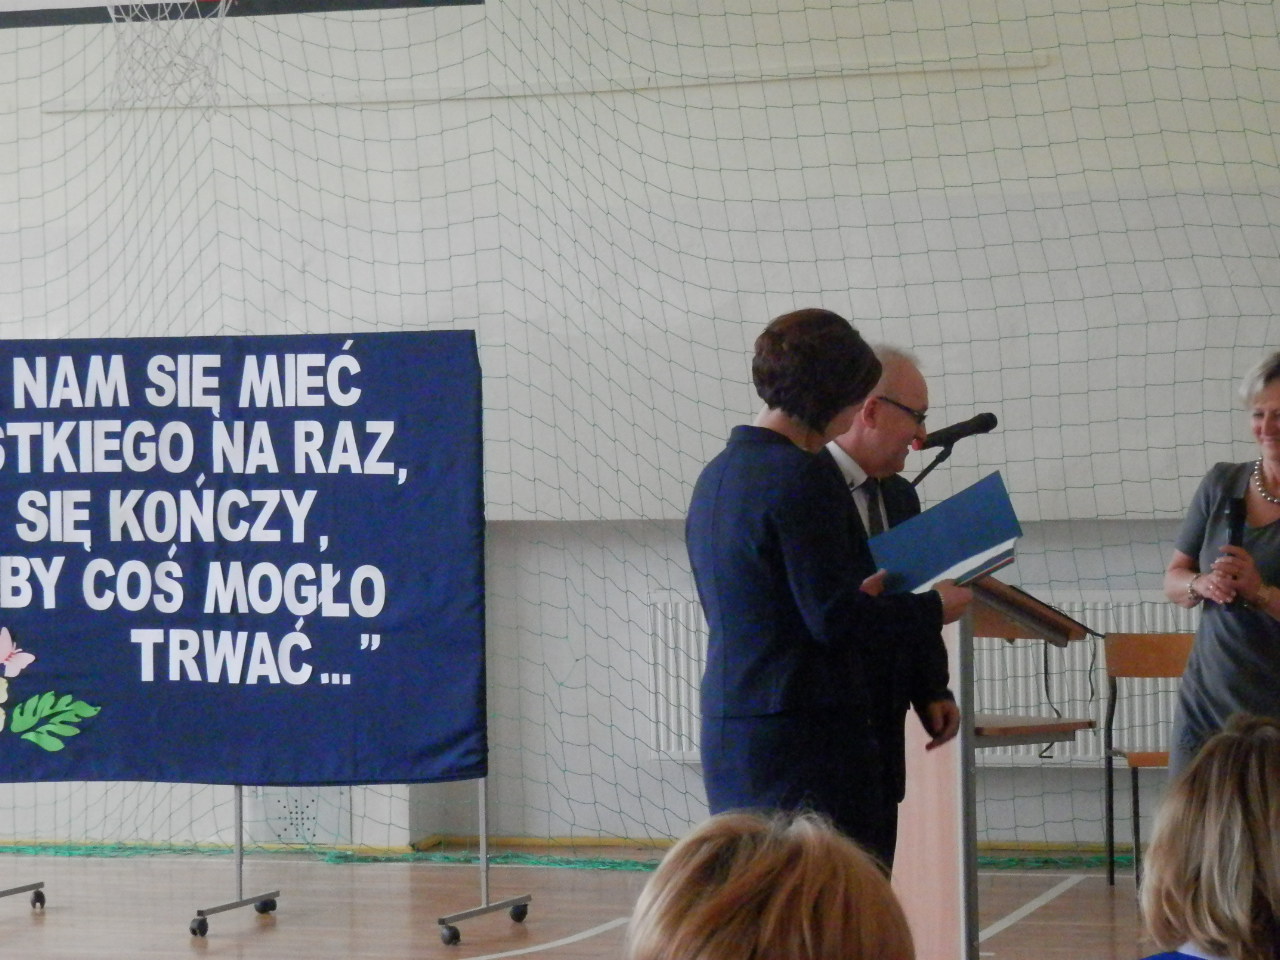 NAM SIĘ MIEĆ
STKIEGO NA RAZ,
SIĘ KOŃCZY,
BY COŚ MOGŁO
TRWAĆ..."